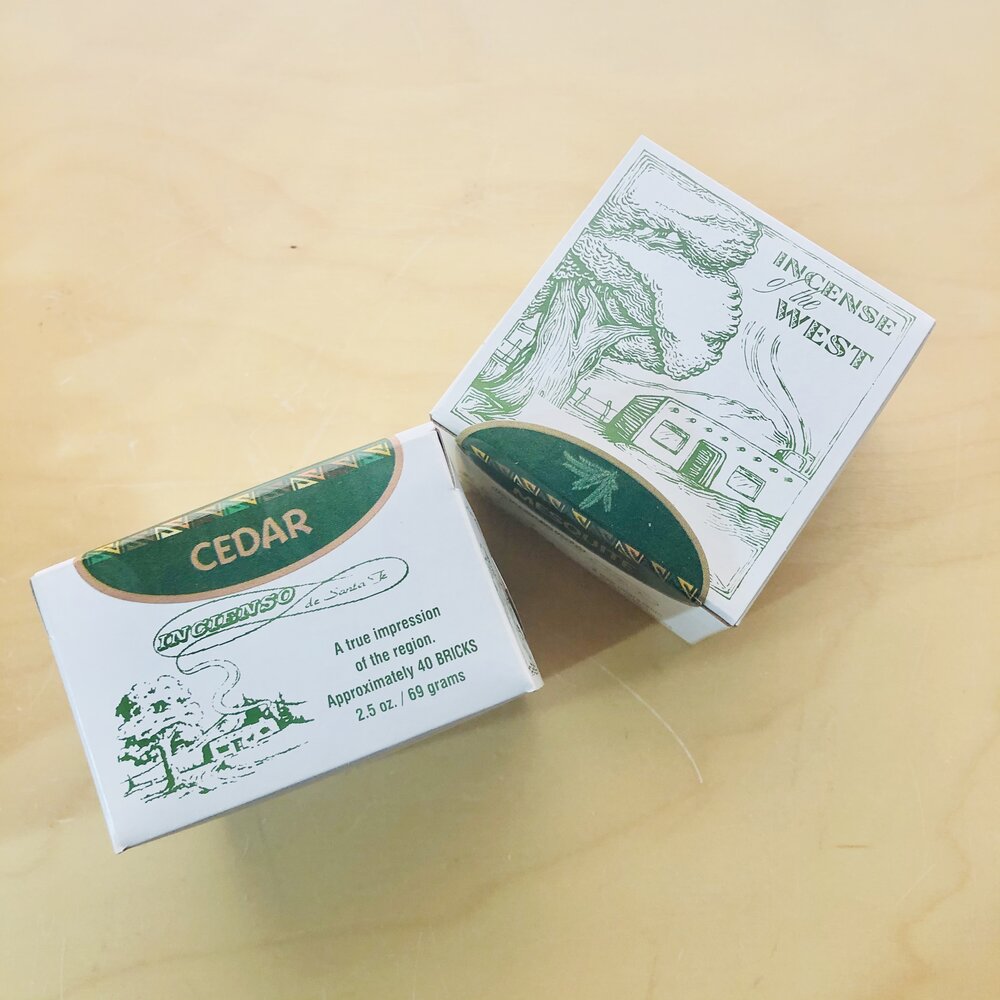 CEDAR
INCIENSO de Santa Fe
A true impression
of the region.
Approximately 40 BRICKS
2.5 oz. / 69 grams
INCENSE
of the
WEST
MESQUITE